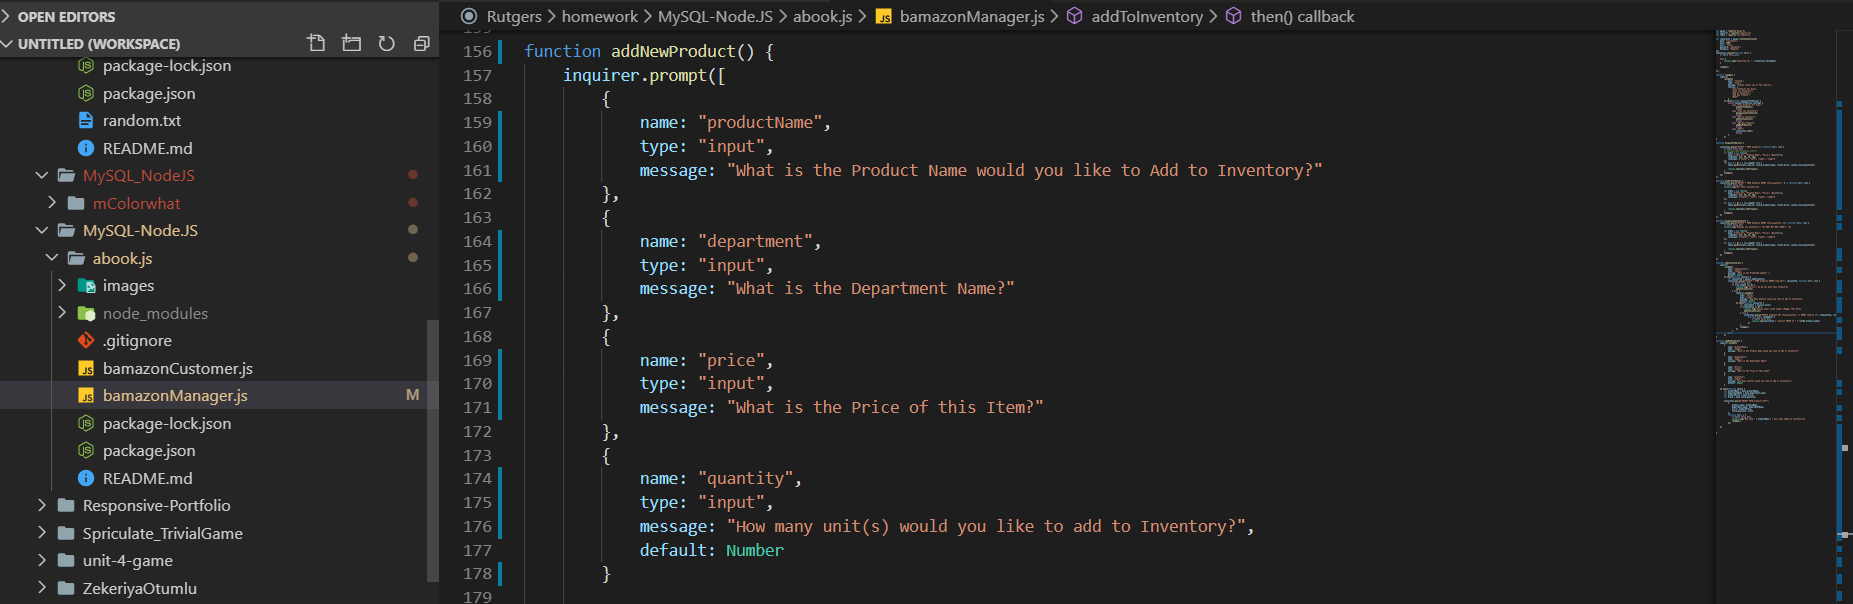 OPEN EDITORS
UNTITLED (WORKSPACE)
package-lock.json
package.json
random.txt
README.md
MySQL_NodeJS
mColorwhat
MySQL-Node.JS
abook.js
images
node_modules
.gitignore
bamazonCustomer.js
bamazonManager.js M
package-lock.json
package.json
README.md
Responsive-Portfolio
Spriculate_TrivialGame
unit-4-game
ZekeriyaOtumlu
Rutgers > homework > MySQL-Node.JS > abook.js > JS bamazonManager.js > addToInventory > then() callback
156 function addNewProduct() {
157 inquirer.prompt([
158 {
159 name: "productName",
160 type: "input",
161 message: "What is the Product Name would you like to Add to Inventory?"
162 },
163 {
164 name: "department",
165 type: "input",
166 message: "What is the Department Name?"
167 },
168 {
169 name: "price",
170 type: "input",
171 message: "What is the Price of this Item?"
172 },
173 {
174 name: "quantity",
175 type: "input",
176 message: "How many unit(s) would you like to add to Inventory?",
177 default: Number
178 }
179